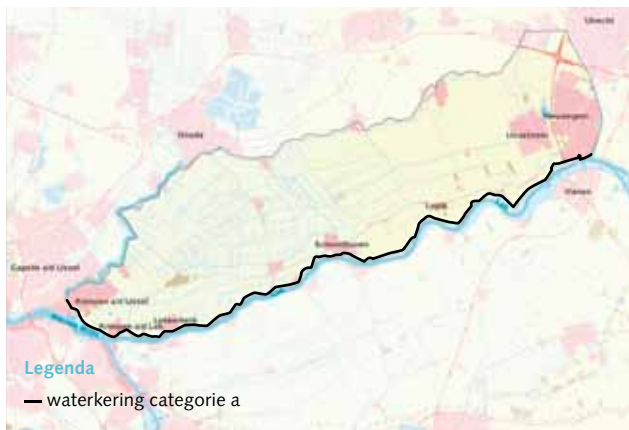 Utrecht
Gouda
Nieuwegein
IJsselstein
Vianen
Lopik
Schoonhoven
Capelle a/d IJssel
Krimpen a/d IJssel
Krimpen a/d Lek
Lekkerkerk
Legenda
waterkering categorie a